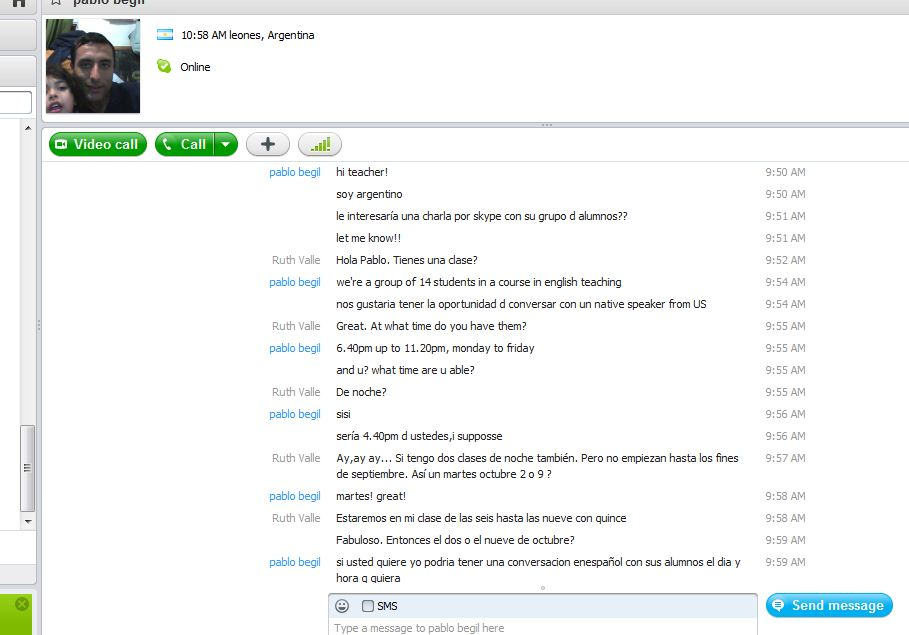 pablo begil
10:58 AM leones, Argentina
Online
Video call
Call
pablo begil hi teacher! 9:50 AM
soy argentino 9:50 AM
le interesaría una charla por skype con su grupo d alumnos?? 9:51 AM
let me know!! 9:51 AM
Ruth Valle Hola Pablo. Tienes una clase? 9:52 AM
pablo begil we're a group of 14 students in a course in english teaching 9:54 AM
nos gustaria tener la oportunidad d conversar con un native speaker from US 9:54 AM
Ruth Valle Great. At what time do you have them? 9:55 AM
pablo begil 6.40pm up to 11.20pm, monday to friday 9:55 AM
and u? what time are u able? 9:55 AM
Ruth Valle De noche? 9:55 AM
pablo begil sisi 9:56 AM
sería 4.40pm d ustedes,i supposse 9:56 AM
Ruth Valle Ay,ay ay... Si tengo dos clases de noche también. Pero no empiezan hasta los fines 9:57 AM
de septiembre. Así un martes octubre 2 o 9 ?
pablo begil martes! great! 9:58 AM
Ruth Valle Estaremos en mi clase de las seis hasta las nueve con quince 9:58 AM
Fabuloso. Entonces el dos o el nueve de octubre? 9:59 AM
pablo begil si usted quiere yo podria tener una conversacion enespañol con sus alumnos el dia y 9:59 AM
hora q quiera
SMS
Send message
Type a message to pablo begil here